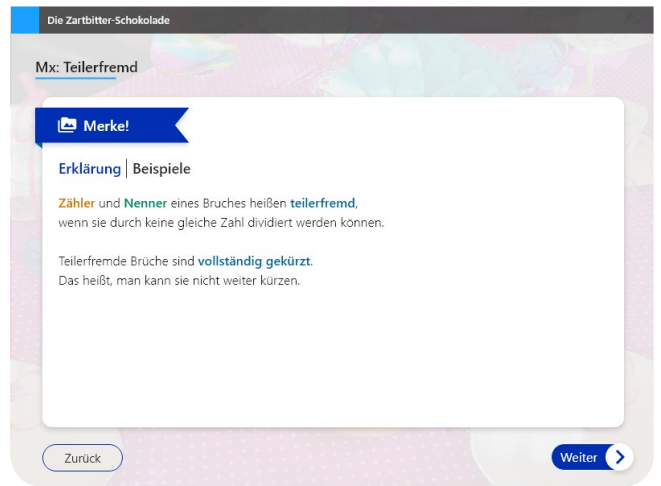 Die Zartbitter-Schokolade
Mx: Teilerfremd
Merke!
Erklärung | Beispiele
Zähler und Nenner eines Bruches heißen teilerfremd,
wenn sie durch keine gleiche Zahl dividiert werden können.
Teilerfremde Brüche sind vollständig gekürzt.
Das heißt, man kann sie nicht weiter kürzen.
Zurück
Weiter